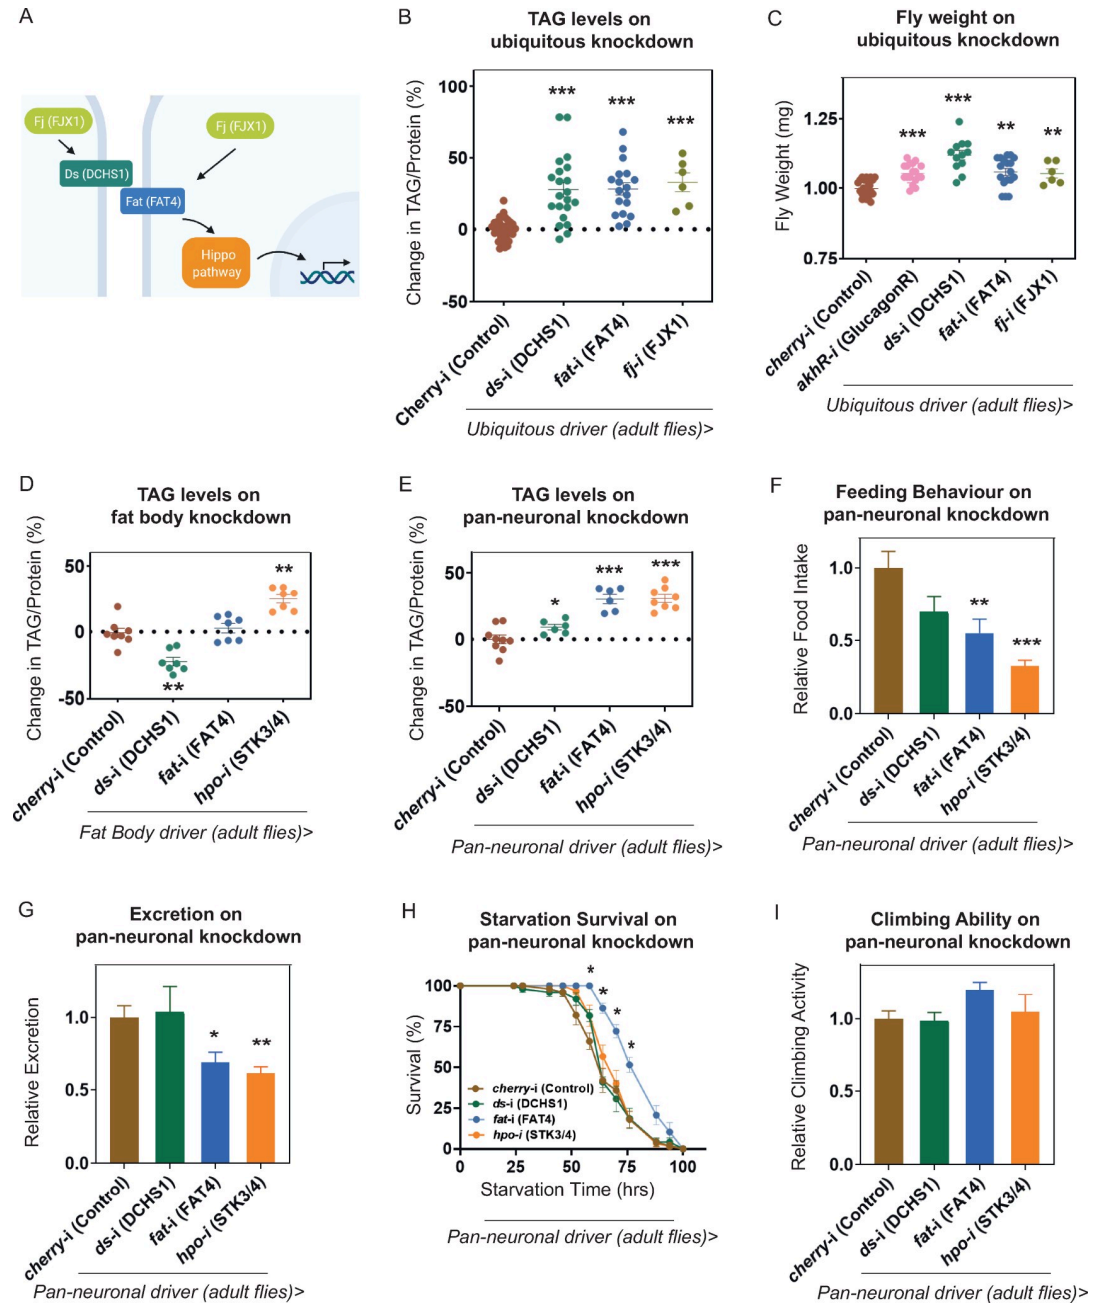 A
Fj (FJX1)
Fj (FJX1)
Ds (DCHS1)
Fat (FAT4)
Hippo
pathway
B
TAG levels on
ubiquitous knockdown
Change in TAG/Protein (%)
100
50
0
-50
***
***
***
Cherry-i (Control)
ds-i (DCHS1)
fat-i (FAT4)
fj-i (FJX1)
Ubiquitous driver (adult flies)>
C
Fly weight on
ubiquitous knockdown
Fly Weight (mg)
1.25
1.00
0.75
***
***
**
**
cherry-i (Control)
akhR-i (GlucagonR)
ds-i (DCHS1)
fat-i (FAT4)
fj-i (FJX1)
Ubiquitous driver (adult flies)>
D
TAG levels on
fat body knockdown
Change in TAG/Protein (%)
50
0
-50
**
**
cherry-i (Control)
ds-i (DCHS1)
fat-i (FAT4)
hpo-i (STK3/4)
Fat Body driver (adult flies)>
E
TAG levels on
pan-neuronal knockdown
Change in TAG/Protein (%)
50
0
-50
*
***
***
cherry-i (Control)
ds-i (DCHS1)
fat-i (FAT4)
hpo-i (STK3/4)
Pan-neuronal driver (adult flies)>
F
Feeding Behaviour on
pan-neuronal knockdown
Relative Food Intake
1.0
0.5
0.0
**
***
cherry-i (Control)
ds-i (DCHS1)
fat-i (FAT4)
hpo-i (STK3/4)
Pan-neuronal driver (adult flies)>
G
Excretion on
pan-neuronal knockdown
Relative Excretion
1.0
0.5
0.0
*
**
cherry-i (Control)
ds-i (DCHS1)
fat-i (FAT4)
hpo-i (STK3/4)
Pan-neuronal driver (adult flies)>
H
Starvation Survival on
pan-neuronal knockdown
Survival (%)
100
75
50
25
0
*
*
*
*
cherry-i (Control)
ds-i (DCHS1)
fat-i (FAT4)
hpo-i (STK3/4)
0 25 50 75 100
Starvation Time (hrs)
Pan-neuronal driver (adult flies)>
I
Climbing Ability on
pan-neuronal knockdown
Relative Climbing Activity
1.0
0.5
0.0
cherry-i (Control)
ds-i (DCHS1)
fat-i (FAT4)
hpo-i (STK3/4)
Pan-neuronal driver (adult flies)>